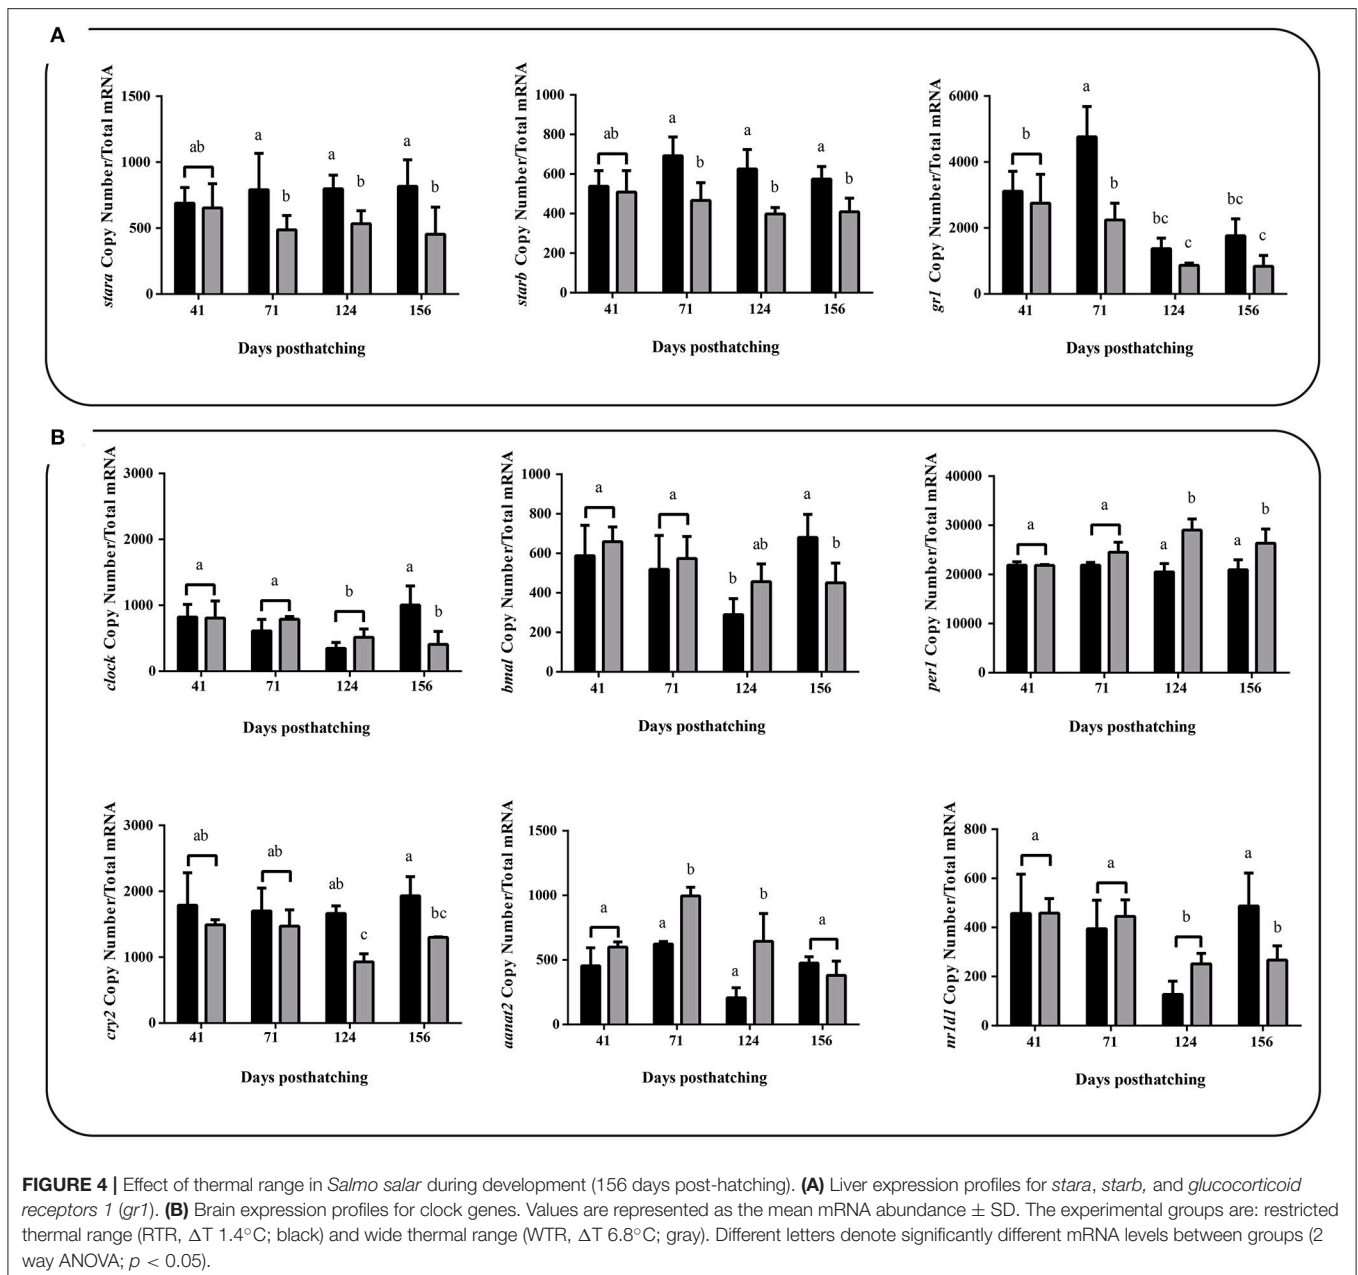 A
stara Copy Number/Total mRNA
1500
1000
500
0
ab
a
b
a
b
a
b
41
71
124
156
Days posthatching
starb Copy Number/Total mRNA
1000
800
600
400
200
0
ab
a
b
a
b
a
b
41
71
124
156
Days posthatching
gr1 Copy Number/Total mRNA
6000
4000
2000
0
b
a
b
bc
c
bc
c
41
71
124
156
Days posthatching
B
clock Copy Number/Total mRNA
3000
2000
1000
0
a
a
b
a
b
41
71
124
156
Days posthatching
bmal Copy Number/Total mRNA
1000
800
600
400
200
0
a
a
b
ab
a
b
41
71
124
156
Days posthatching
per1 Copy Number/Total mRNA
40000
30000
20000
10000
0
a
a
a
b
a
b
41
71
124
156
Days posthatching
cry2 Copy Number/Total mRNA
3000
2000
1000
0
ab
ab
ab
c
a
bc
41
71
124
156
Days posthatching
aanat2 Copy Number/Total mRNA
1500
1000
500
0
a
a
b
a
b
a
41
71
124
156
Days posthatching
nr1d1 Copy Number/Total mRNA
800
600
400
200
0
a
a
b
a
b
41
71
124
156
Days posthatching
FIGURE 4 | Effect of thermal range in Salmo salar during development (156 days post-hatching). (A) Liver expression profiles for stara, starb, and glucocorticoid
receptors 1 (gr1). (B) Brain expression profiles for clock genes. Values are represented as the mean mRNA abundance ± SD. The experimental groups are: restricted
thermal range (RTR, ΔT 1.4°C; black) and wide thermal range (WTR, ΔT 6.8°C; gray). Different letters denote significantly different mRNA levels between groups (2
way ANOVA; p < 0.05).